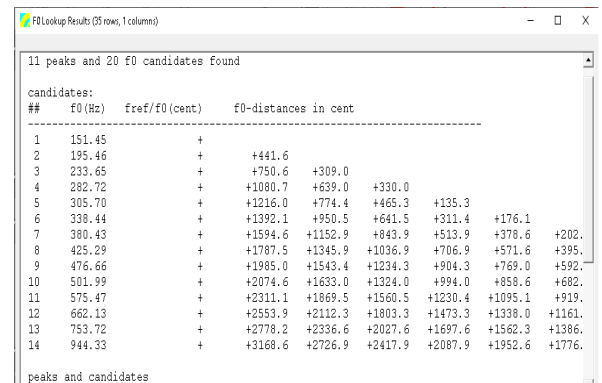 F0 Lookup Results (35 rows, 1 columns)
11 peaks and 20 f0 candidates found
candidates:
## f0(Hz) fref/f0(cent) f0-distances in cent
--------------------------------------------------------------------------
1 151.45 +
2 195.46 + +441.6
3 233.65 + +750.6 +309.0
4 282.72 + +1080.7 +639.0 +330.0
5 305.70 + +1216.0 +774.4 +465.3 +135.3
6 338.44 + +1392.1 +950.5 +641.5 +311.4 +176.1
7 380.43 + +1594.6 +1152.9 +843.9 +513.9 +378.6 +202.
8 425.29 + +1787.5 +1345.9 +1036.9 +706.9 +571.6 +395.
9 476.66 + +1985.0 +1543.4 +1234.3 +904.3 +769.0 +592.
10 501.99 + +2074.6 +1633.0 +1324.0 +994.0 +858.6 +682.
11 575.47 + +2311.1 +1869.5 +1560.5 +1230.4 +1095.1 +919.
12 662.13 + +2553.9 +2112.3 +1803.3 +1473.3 +1338.0 +1161.
13 753.72 + +2778.2 +2336.6 +2027.6 +1697.6 +1562.3 +1386.
14 944.33 + +3168.6 +2726.9 +2417.9 +2087.9 +1952.6 +1776.
peaks and candidates